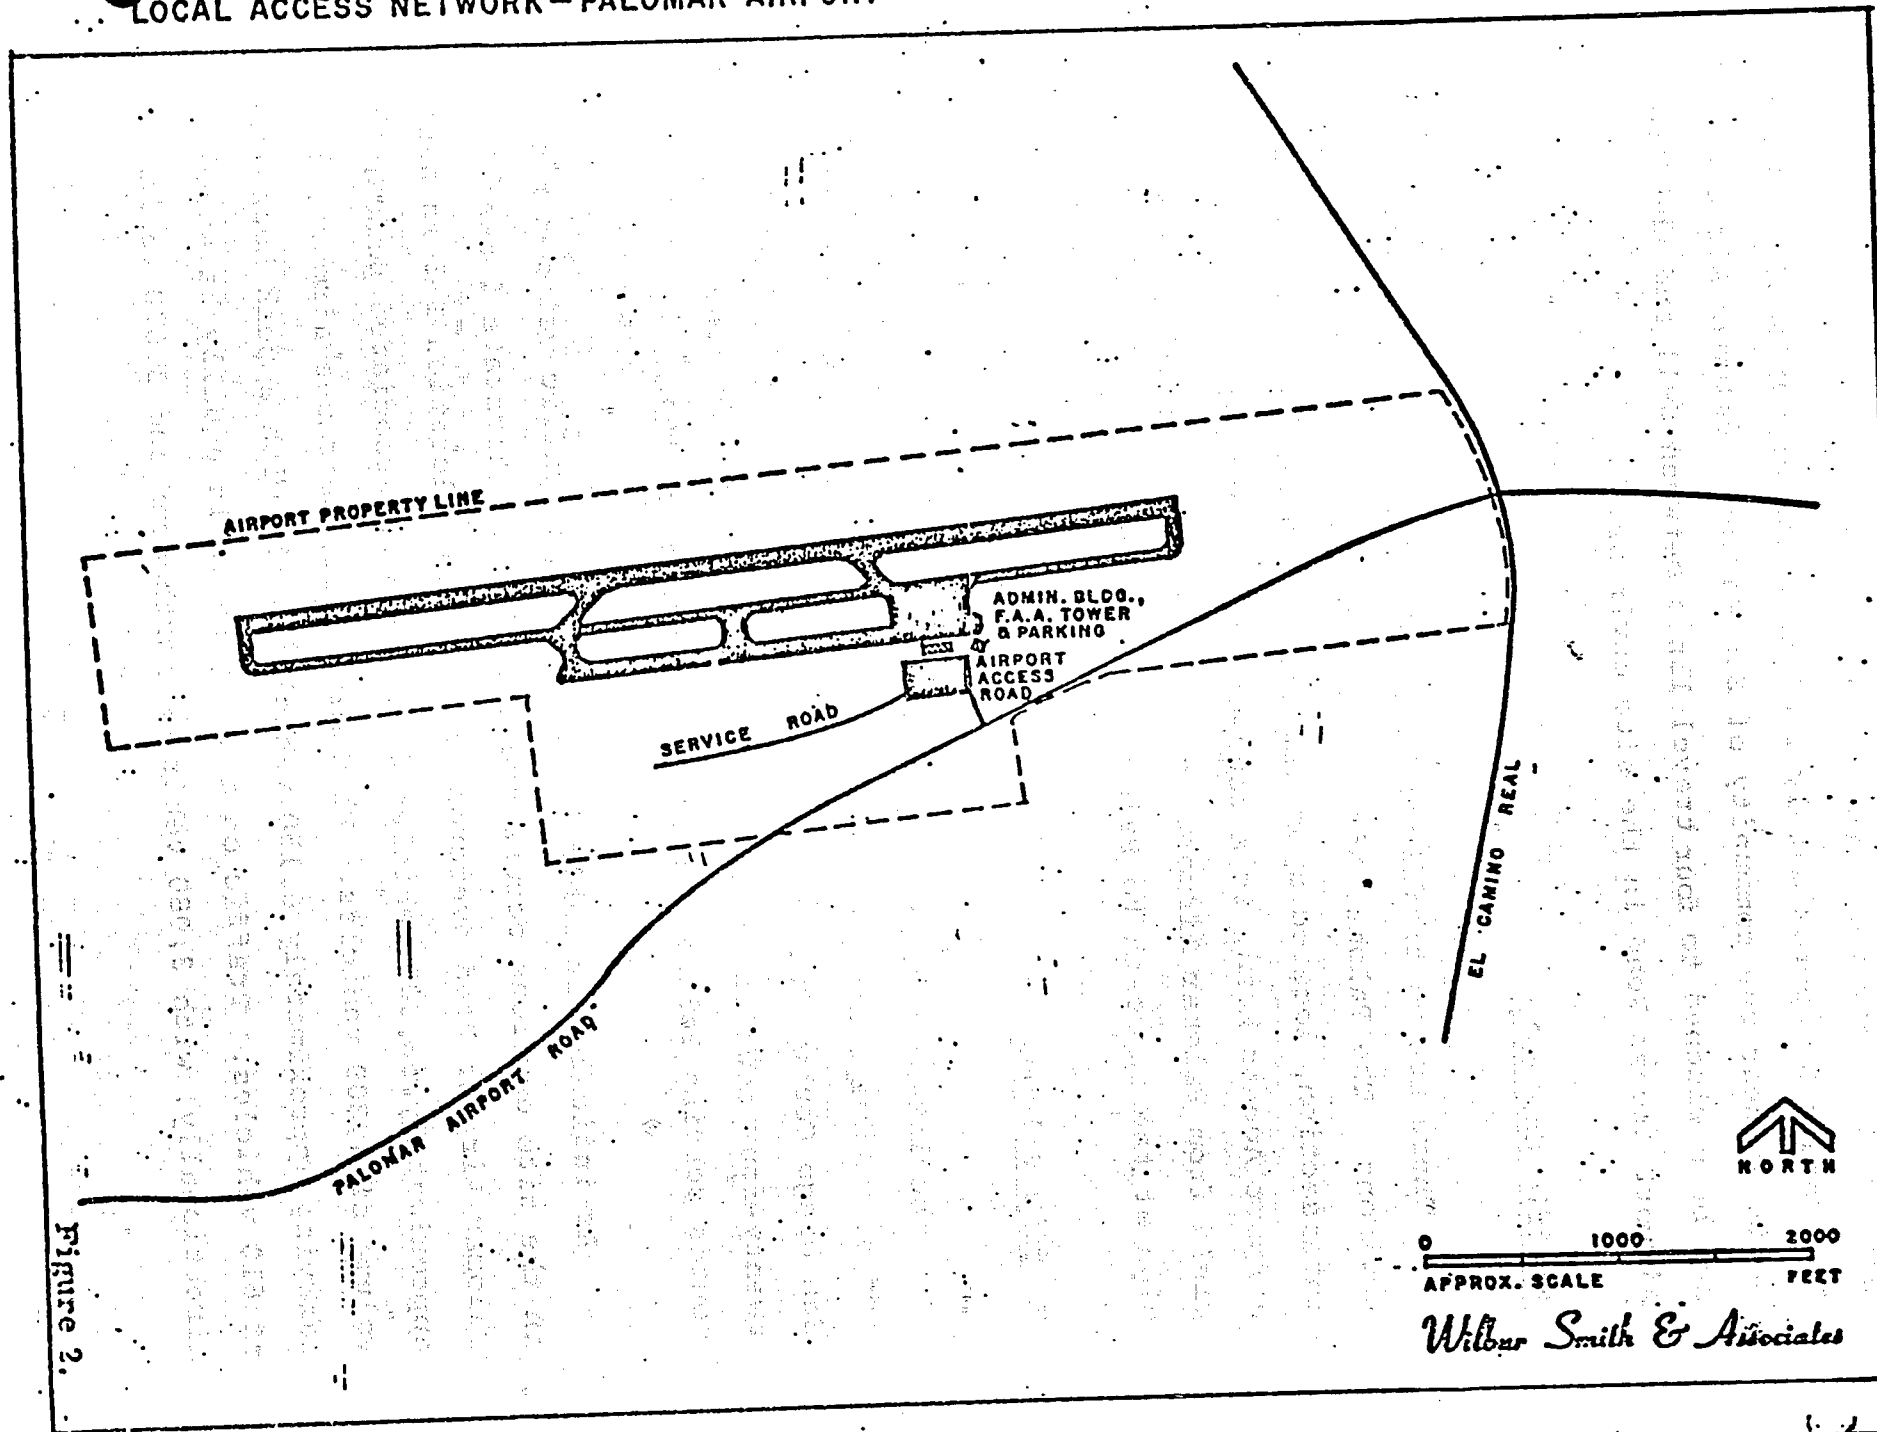 LOCAL ACCESS NETWORK—PALOMAR AIRPORT
AIRPORT PROPERTY LINE
ADMIN. BLDG.,
F.A.A. TOWER
& PARKING
AIRPORT
ACCESS
ROAD
SERVICE ROAD
EL CAMINO REAL
PALOMAR AIRPORT ROAD
NORTH
0 1000 2000
APPROX. SCALE FEET
Wilbur Smith & Associates
Figure 2.